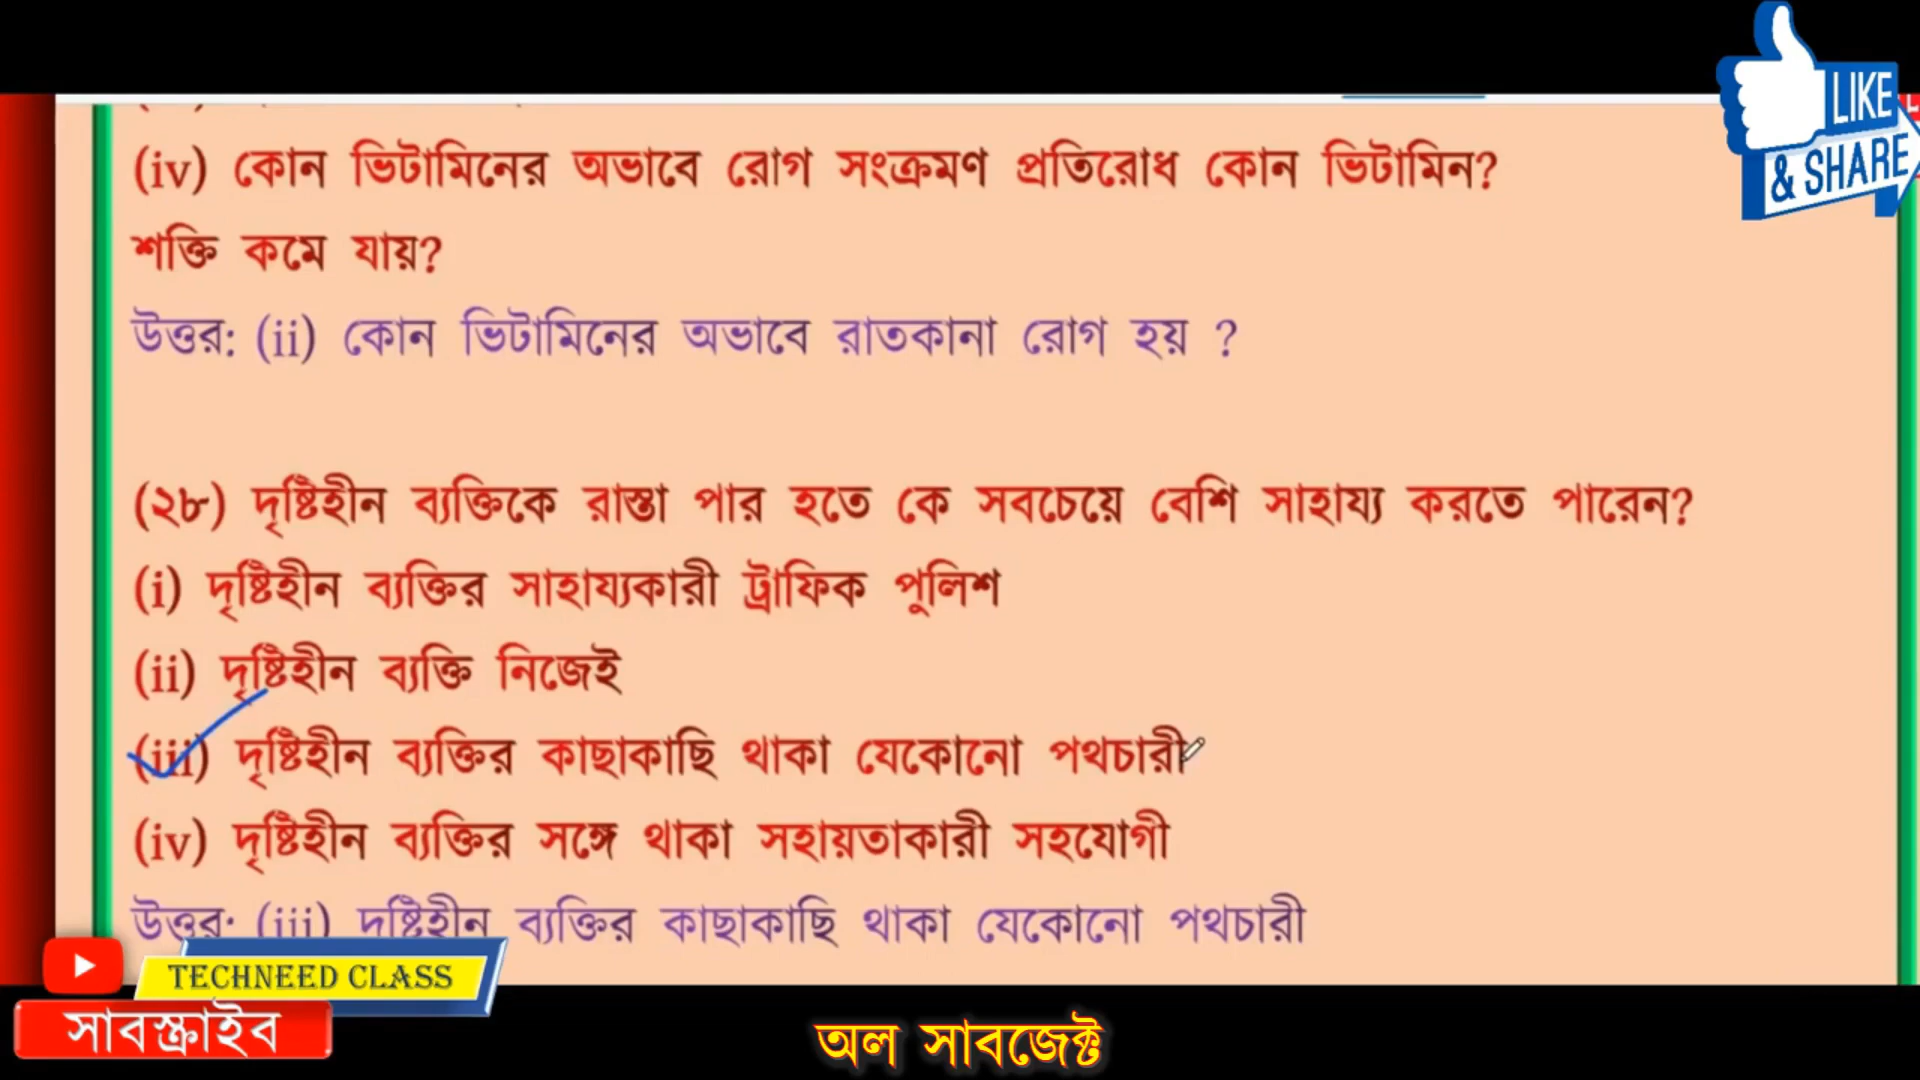 LIKE
& SHARE
(iv) কোন ভিটামিনের অভাবে রোগ সংক্রমণ প্রতিরোধ কোন ভিটামিন?
শক্তি কমে যায়?
উত্তর: (ii) কোন ভিটামিনের অভাবে রাতকানা রোগ হয় ?
(২৮) দৃষ্টিহীন ব্যক্তিকে রাস্তা পার হতে কে সবচেয়ে বেশি সাহায্য করতে পারেন?
(i) দৃষ্টিহীন ব্যক্তির সাহায্যকারী ট্রাফিক পুলিশ
(ii) দৃষ্টিহীন ব্যক্তি নিজেই
(iii) দৃষ্টিহীন ব্যক্তির কাছাকাছি থাকা যেকোনো পথচারী
(iv) দৃষ্টিহীন ব্যক্তির সঙ্গে থাকা সহায়তাকারী সহযোগী
উত্তর: (iii) দৃষ্টিহীন ব্যক্তির কাছাকাছি থাকা যেকোনো পথচারী
TECHNEED CLASS
সাবস্ক্রাইব
অল সাবজেক্ট